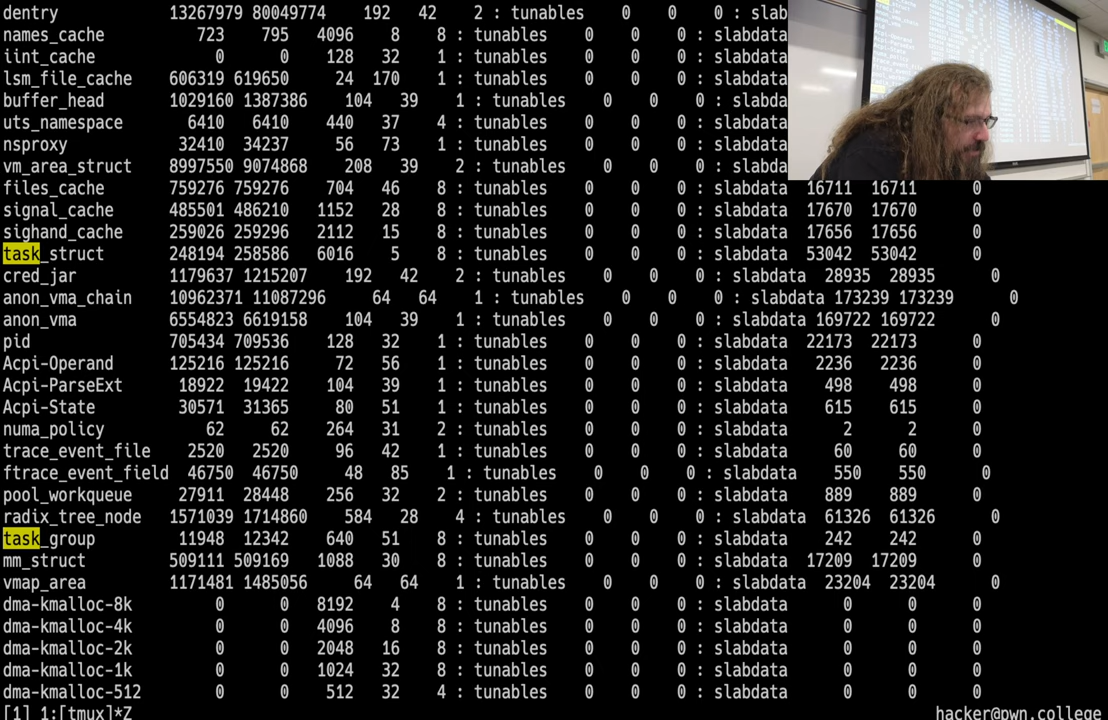 dentry 13267979 80049774 192 42 2 : tunables 0 0 0 : slab
names_cache 723 795 4096 8 8 : tunables 0 0 0 : slabda
iint_cache 0 0 128 32 1 : tunables 0 0 0 : slabda
lsm_file_cache 606319 619650 24 170 1 : tunables 0 0 0 : slabda
buffer_head 1029160 1387386 104 39 1 : tunables 0 0 0 : slabda
uts_namespace 6410 6410 440 37 4 : tunables 0 0 0 : slabda
nsproxy 32410 34237 56 73 1 : tunables 0 0 0 : slabda
vm_area_struct 8997550 9074868 208 39 2 : tunables 0 0 0 : slabda
files_cache 759276 759276 704 46 8 : tunables 0 0 0 : slabdata 16711 16711 0
signal_cache 485501 486210 1152 28 8 : tunables 0 0 0 : slabdata 17670 17670 0
sighand_cache 259026 259296 2112 15 8 : tunables 0 0 0 : slabdata 17656 17656 0
task_struct 248194 258586 6016 5 8 : tunables 0 0 0 : slabdata 53042 53042 0
cred_jar 1179637 1215207 192 42 2 : tunables 0 0 0 : slabdata 28935 28935 0
anon_vma_chain 10962371 11087296 64 64 1 : tunables 0 0 0 : slabdata 173239 173239 0
anon_vma 6554823 6619158 104 39 1 : tunables 0 0 0 : slabdata 169722 169722 0
pid 705434 709536 128 32 1 : tunables 0 0 0 : slabdata 22173 22173 0
Acpi-Operand 125216 125216 72 56 1 : tunables 0 0 0 : slabdata 2236 2236 0
Acpi-ParseExt 18922 19422 104 39 1 : tunables 0 0 0 : slabdata 498 498 0
Acpi-State 30571 31365 80 51 1 : tunables 0 0 0 : slabdata 615 615 0
numa_policy 62 62 264 31 2 : tunables 0 0 0 : slabdata 2 2 0
trace_event_file 2520 2520 96 42 1 : tunables 0 0 0 : slabdata 60 60 0
ftrace_event_field 46750 46750 48 85 1 : tunables 0 0 0 : slabdata 550 550 0
pool_workqueue 27911 28448 256 32 2 : tunables 0 0 0 : slabdata 889 889 0
radix_tree_node 1571039 1714860 584 28 4 : tunables 0 0 0 : slabdata 61326 61326 0
task_group 11948 12342 640 51 8 : tunables 0 0 0 : slabdata 242 242 0
mm_struct 509111 509169 1088 30 8 : tunables 0 0 0 : slabdata 17209 17209 0
vmap_area 1171481 1485056 64 64 1 : tunables 0 0 0 : slabdata 23204 23204 0
dma-kmalloc-8k 0 0 8192 4 8 : tunables 0 0 0 : slabdata 0 0 0
dma-kmalloc-4k 0 0 4096 8 8 : tunables 0 0 0 : slabdata 0 0 0
dma-kmalloc-2k 0 0 2048 16 8 : tunables 0 0 0 : slabdata 0 0 0
dma-kmalloc-1k 0 0 1024 32 8 : tunables 0 0 0 : slabdata 0 0 0
dma-kmalloc-512 0 0 512 32 4 : tunables 0 0 0 : slabdata 0 0 0
[1] 1:[tmux]*Z hacker@pwn.college